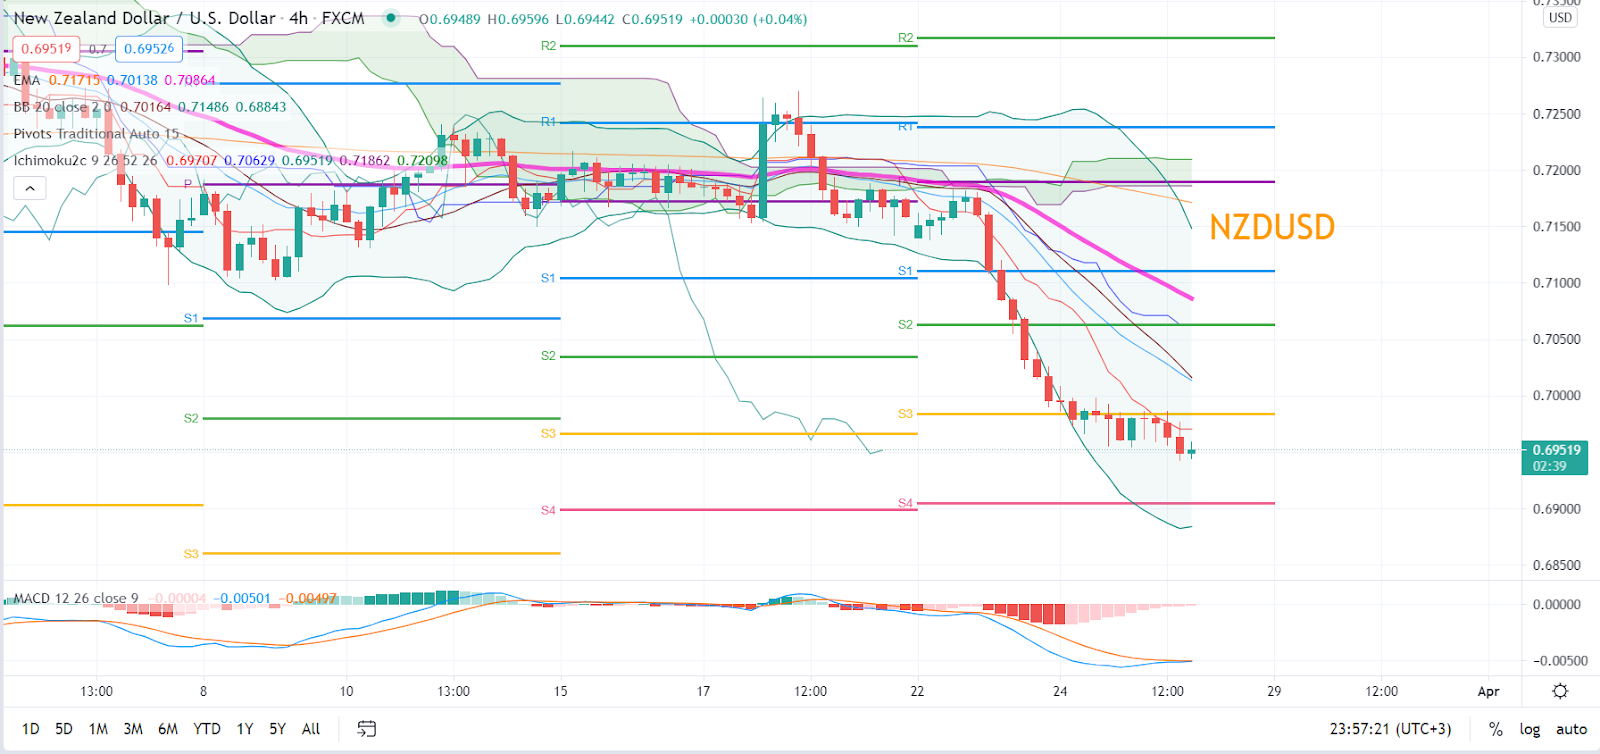 New Zealand Dollar / U.S. Dollar · 4h · FXCM O0.69489 H0.69596 L0.69442 C0.69519 +0.00030 (+0.04%)
0.69519 0.7 0.69526
EMA 0.71715 0.70138 0.70864
BB 20 close 2 0 0.70164 0.71486 0.68843
Pivots Traditional Auto 15
Ichimoku2c 9 26 52 26 0.69707 0.70629 0.69519 0.71862 0.72098
R2
R2
R1
R1
P
S1
S1
S1
S2
S2
S2
S3
S3
S3
S4
S4
NZDUSD
USD
0.73500
0.73000
0.72500
0.72000
0.71500
0.71000
0.70500
0.70000
0.69519
02:39
0.69000
0.68500
MACD 12 26 close 9 −0.00004 −0.00501 −0.00497
0.00000
−0.00500
13:00 8 10 13:00 15 17 12:00 22 24 12:00 29 12:00 Apr
1D 5D 1M 3M 6M YTD 1Y 5Y All
23:57:21 (UTC+3) % log auto